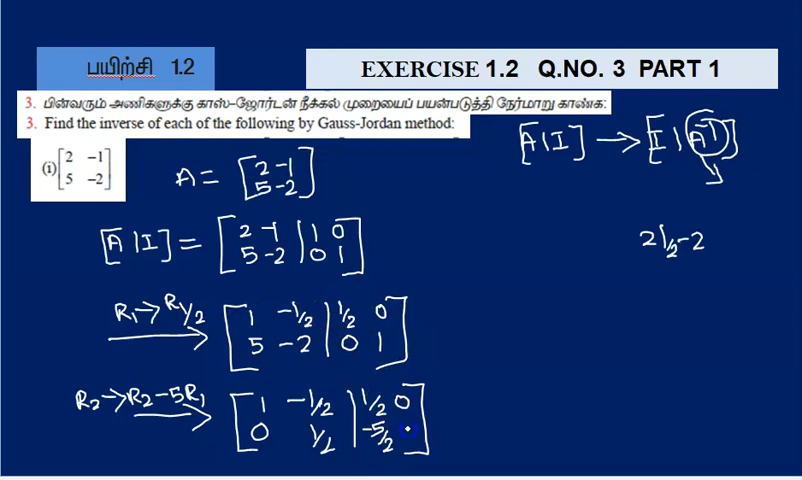 பயிற்சி 1.2
EXERCISE 1.2 Q.NO. 3 PART 1
3. பின்வரும் அணிகளுக்கு காஸ்-ஜோர்டன் நீக்கல் முறையைப் பயன்படுத்தி நேர்மாறு காண்க:
3. Find the inverse of each of the following by Gauss-Jordan method:
[A|I] → [I|A⁻¹]
(i) [2 -1
5 -2]
A = [2 -1
5 -2]
[A|I] = [2 -1 | 1 0
5 -2 | 0 1]
2 1/2 - 2
R₁ → R₁/2 [1 -1/2 | 1/2 0
5 -2 | 0 1]
R₂ → R₂ - 5R₁ [1 -1/2 | 1/2 0
0 1/2 | -5/2